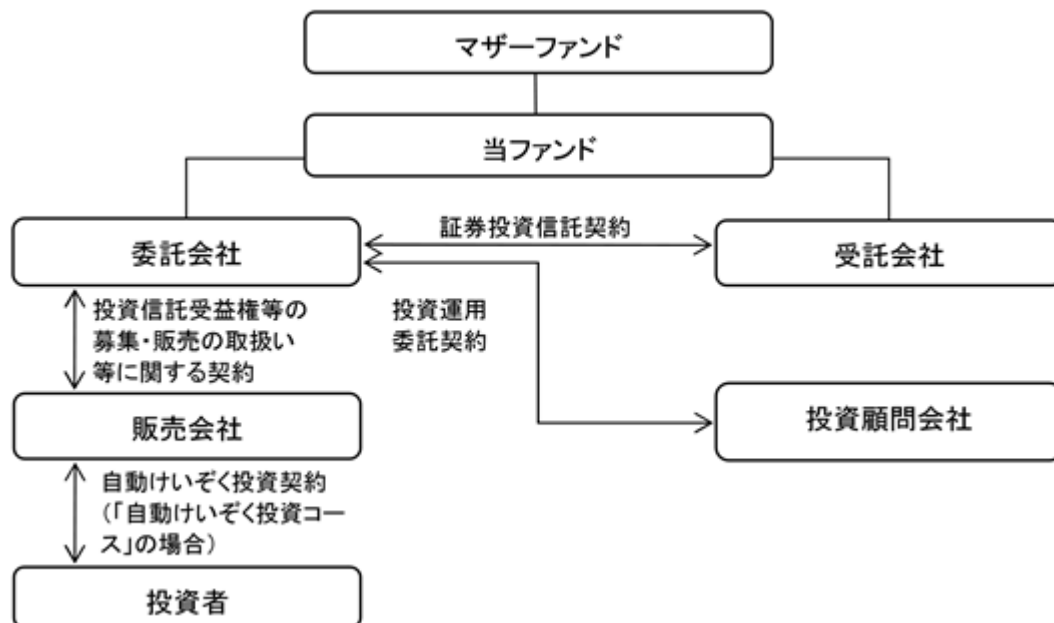 マザーファンド
当ファンド
委託会社
証券投資信託契約
受託会社
投資信託受益権等の
募集・販売の取扱い
等に関する契約
投資運用
委託契約
販売会社
投資顧問会社
自動けいぞく投資契約
(「自動けいぞく投資コー
ス」の場合)
投資者